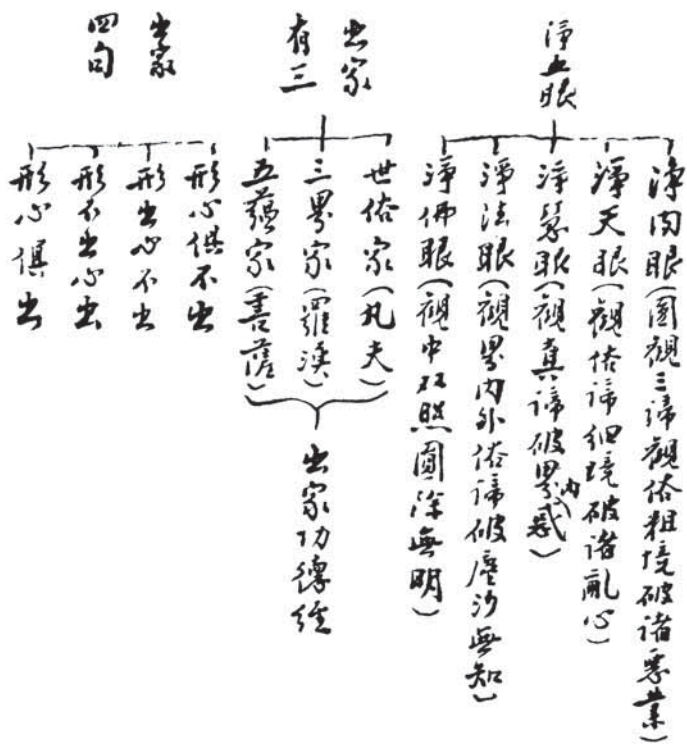 淨五眼
淨肉眼(圓觀三諦觀俗粗境破諸惡業)
淨天眼(觀俗諦細境破諸亂心)
淨慧眼(觀真諦破界內惑)
淨法眼(觀界內外俗諦破塵沙無知)
淨佛眼(觀中双照圓除無明)
出家
有三
世俗家(凡夫)
三界家(羅漢)
五蘊家(菩薩)
出家功德經
出家
四句
形心俱不出
形出心不出
形不出心出
形心俱出